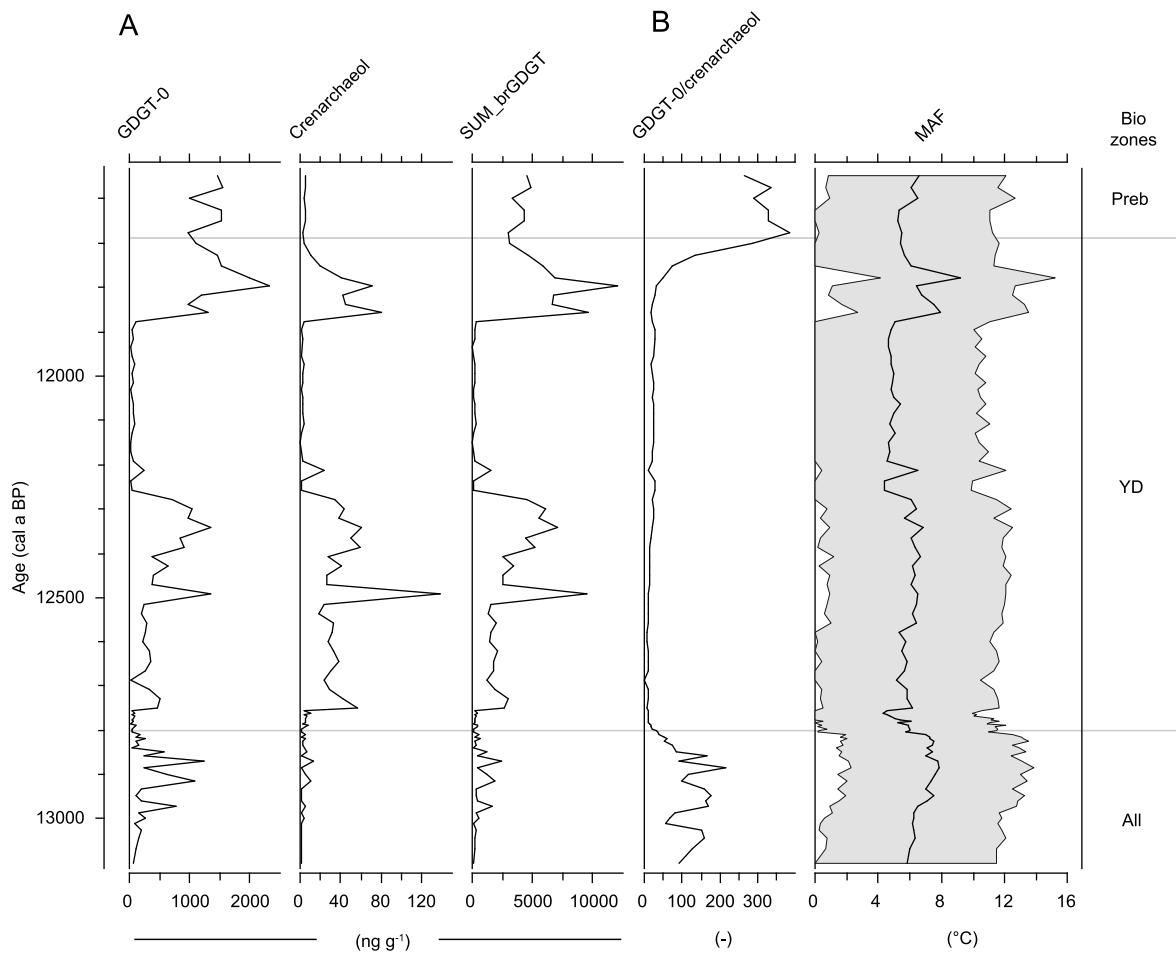 A
B
GDGT-0
Crenarchaeol
SUM_brGDGT
GDGT-0/crenarchaeol
MAF
Bio
zones
Preb
12000
YD
Age (cal a BP)
12500
13000
All
0 1000 2000
0 40 80 120
0 5000 10000
0 100 200 300
0 4 8 12 16
(ng g⁻¹)
(-)
(°C)